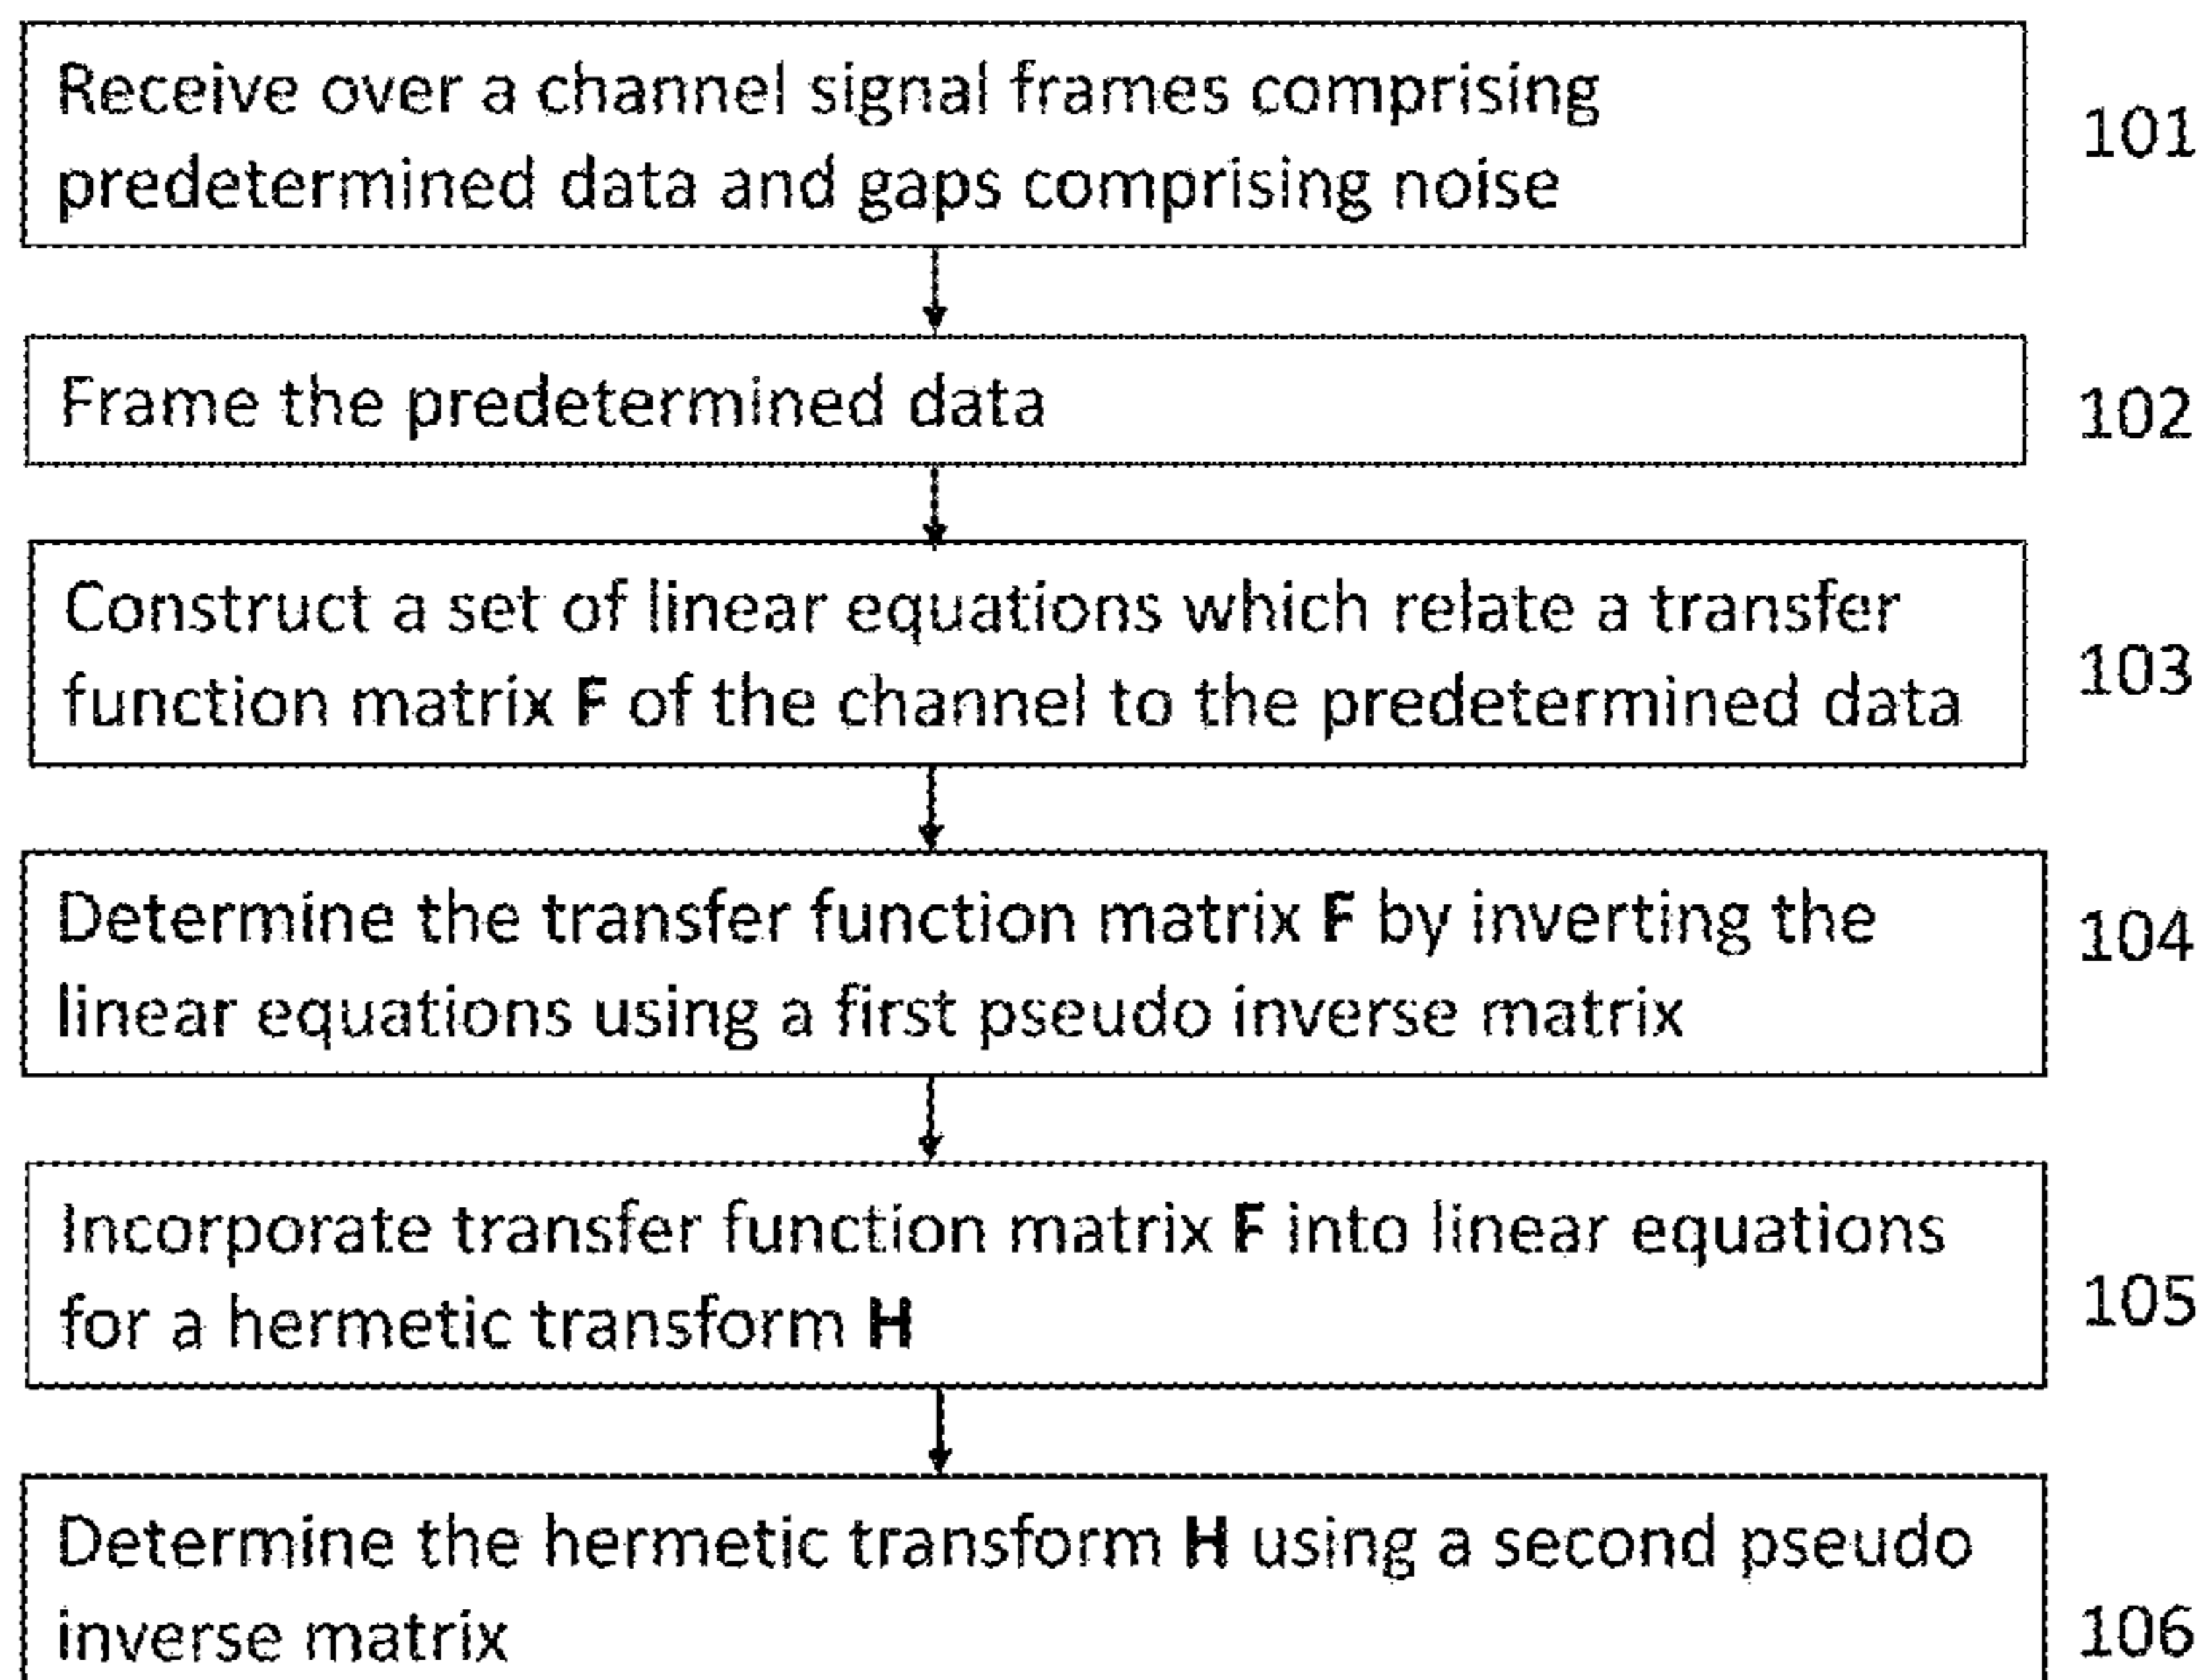 Receive over a channel signal frames comprising
predetermined data and gaps comprising noise
101
Frame the predetermined data
102
Construct a set of linear equations which relate a transfer
function matrix F of the channel to the predetermined data
103
Determine the transfer function matrix F by inverting the
linear equations using a first pseudo inverse matrix
104
Incorporate transfer function matrix F into linear equations
for a hermetic transform H
105
Determine the hermetic transform H using a second pseudo
inverse matrix
106